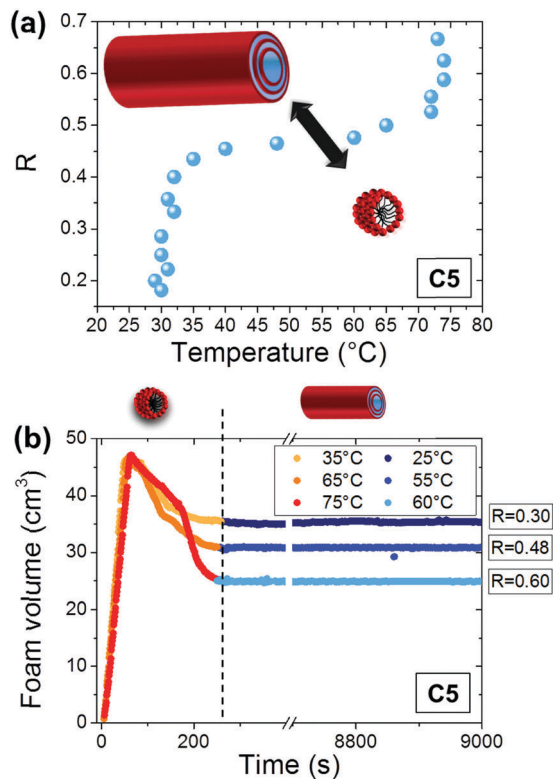 (a)
0.7
0.6
0.5
0.4
0.3
0.2
R
C5
20 25 30 35 40 45 50 55 60 65 70 75 80
Temperature (°C)
(b)
50
40
30
20
10
0
Foam volume (cm³)
35°C 25°C
65°C 55°C
75°C 60°C
R=0.30
R=0.48
R=0.60
C5
0 200 8800 9000
Time (s)